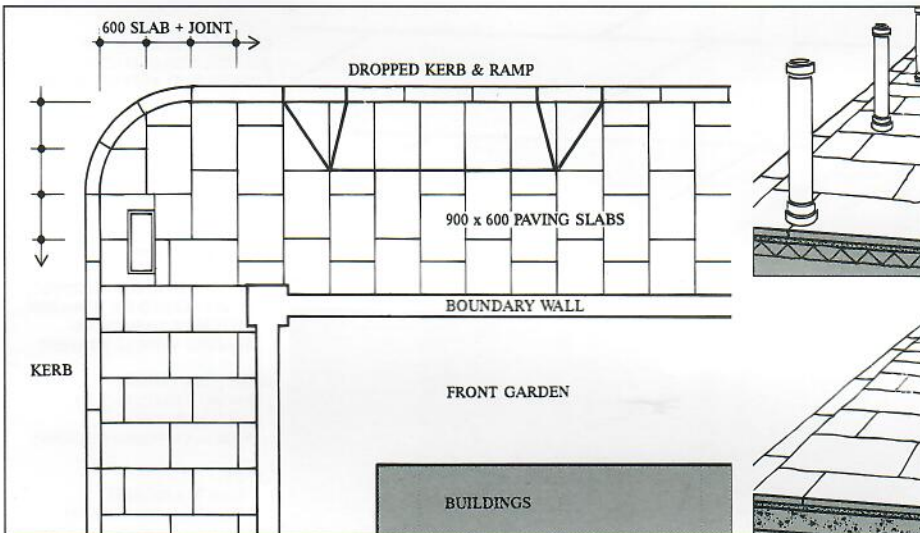 600 SLAB + JOINT
DROPPED KERB & RAMP
900 x 600 PAVING SLABS
BOUNDARY WALL
KERB
FRONT GARDEN
BUILDINGS